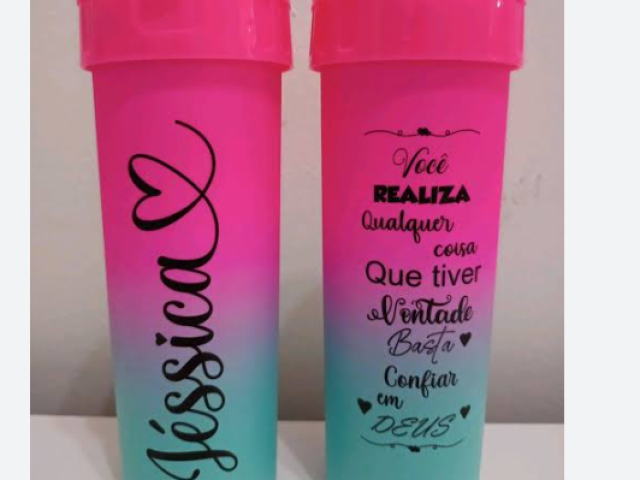 Jéssica
Você
REALIZA
Qualquer
coisa
Que tiver
Vontade
Basta
Confiar
em
DEUS